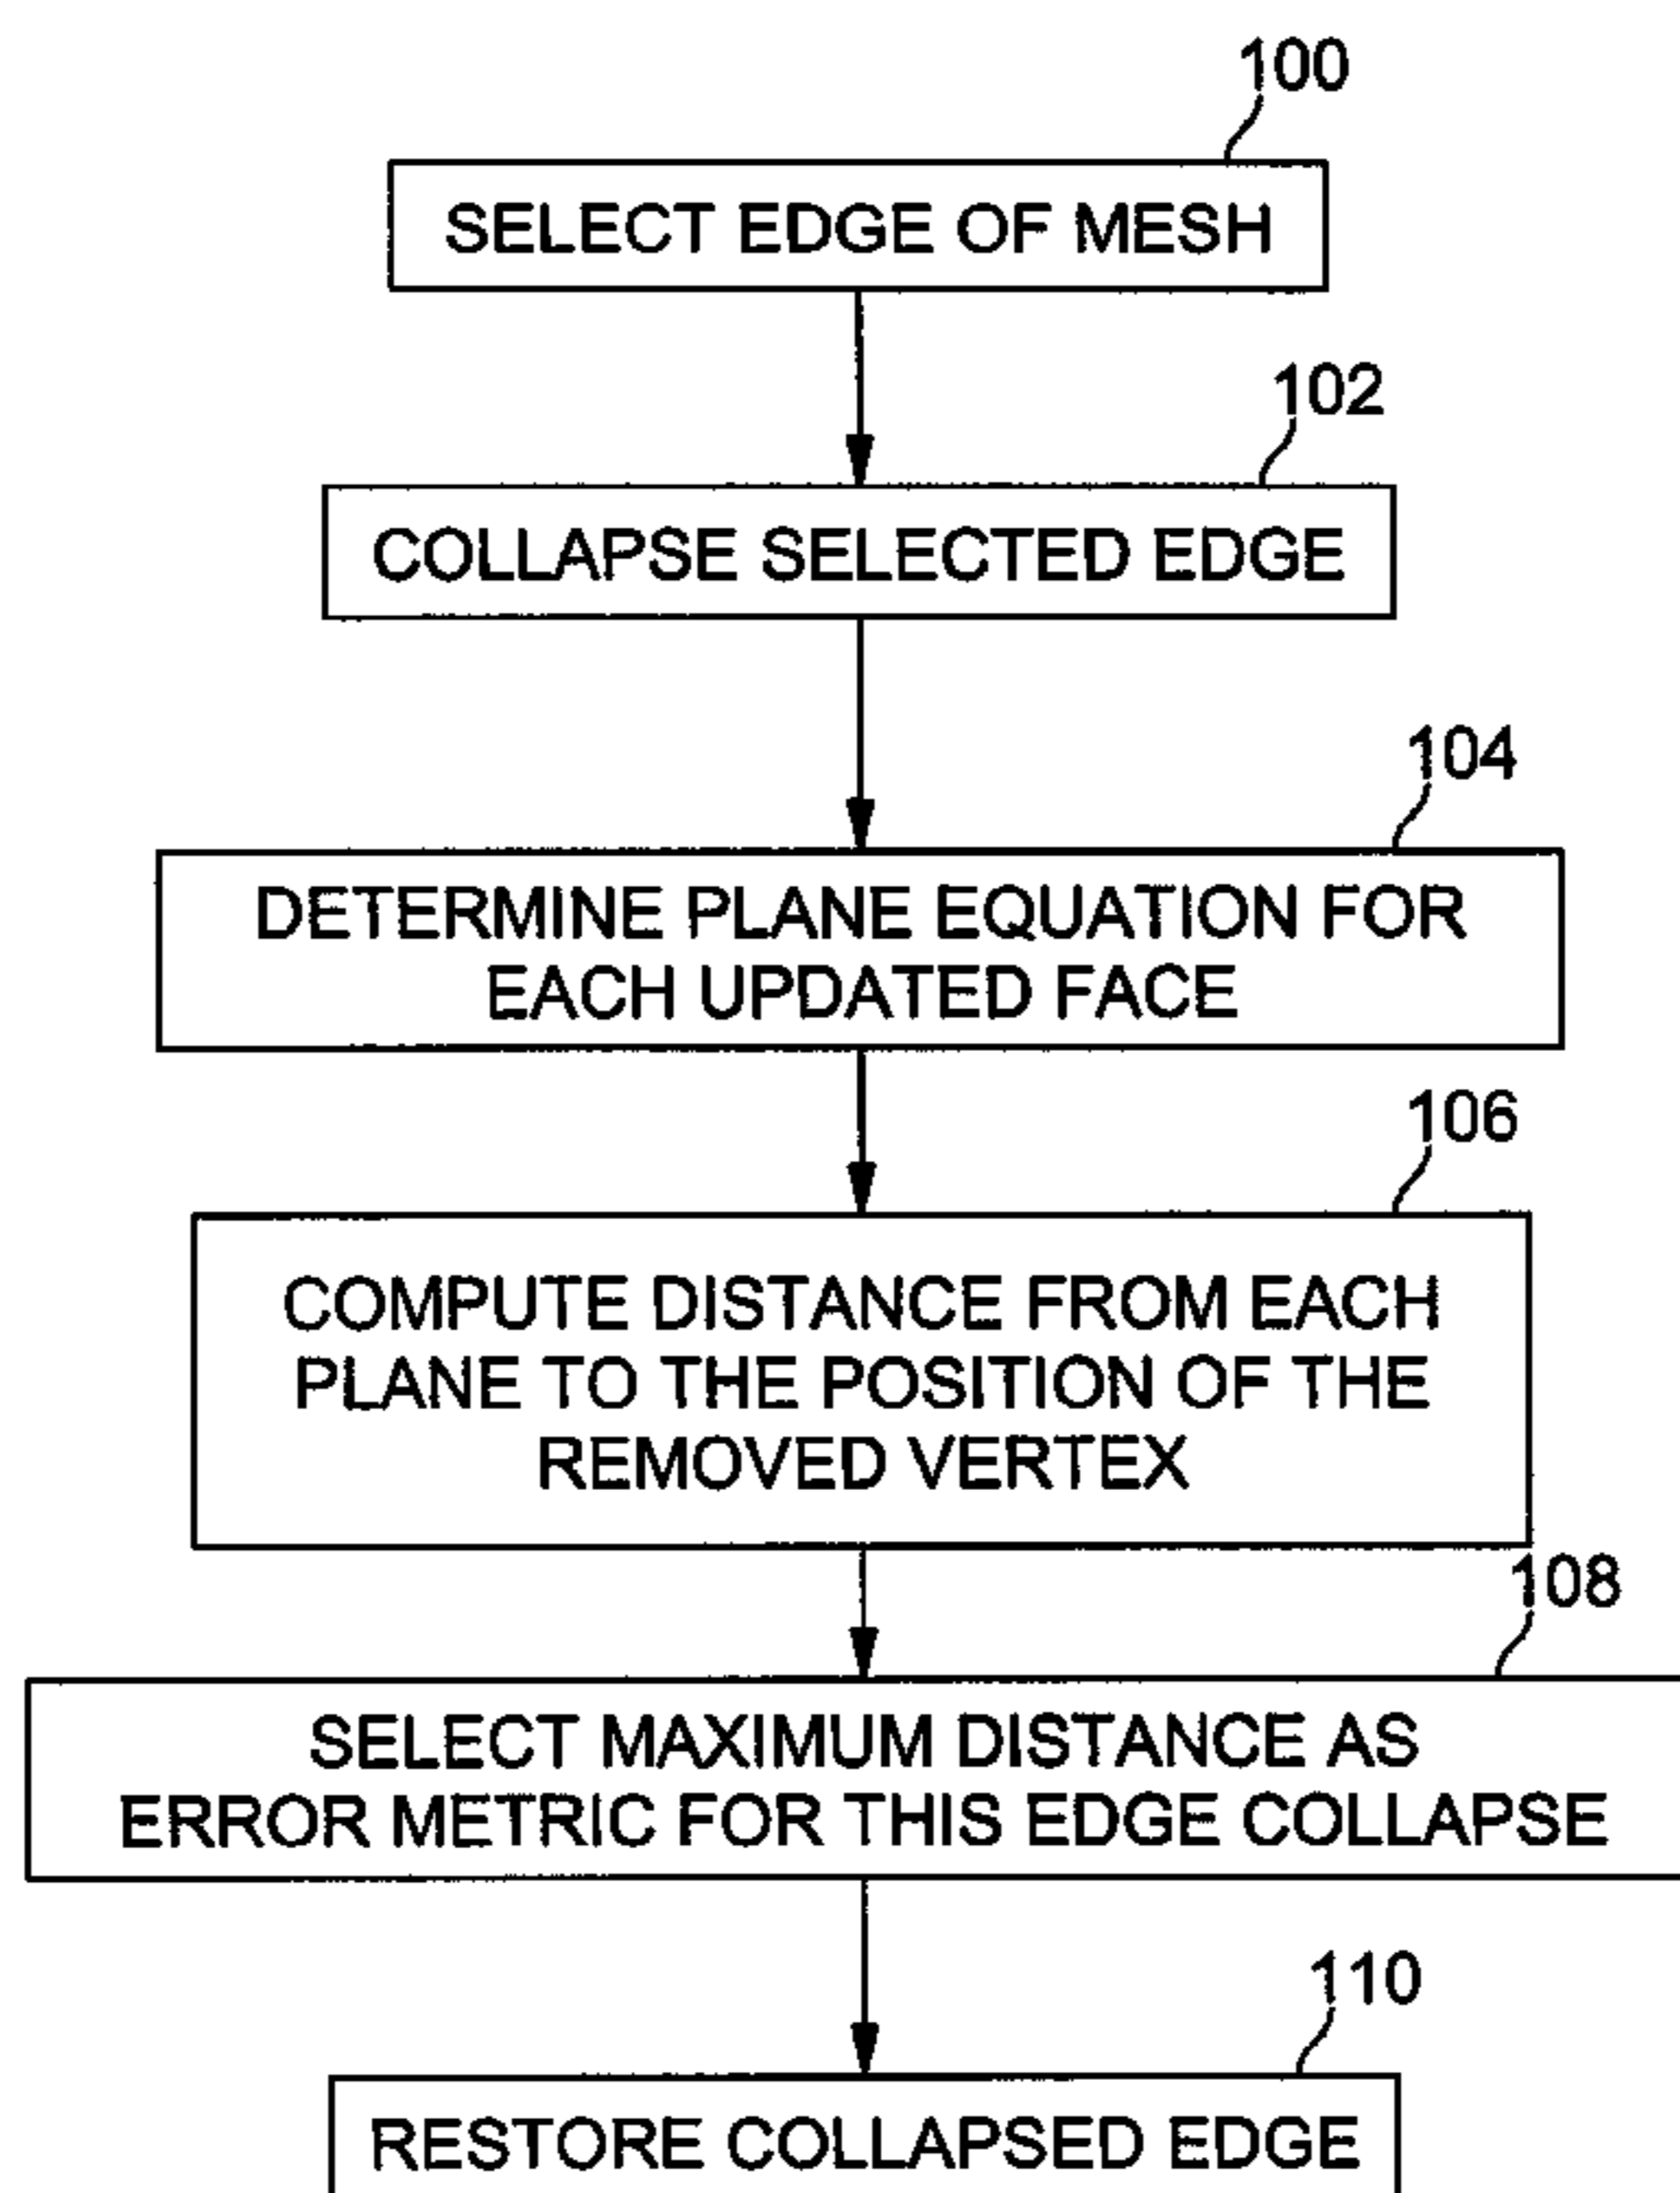 100
SELECT EDGE OF MESH
102
COLLAPSE SELECTED EDGE
104
DETERMINE PLANE EQUATION FOR
EACH UPDATED FACE
106
COMPUTE DISTANCE FROM EACH
PLANE TO THE POSITION OF THE
REMOVED VERTEX
108
SELECT MAXIMUM DISTANCE AS
ERROR METRIC FOR THIS EDGE COLLAPSE
110
RESTORE COLLAPSED EDGE